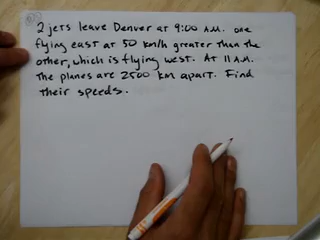 2 jets leave Denver at 9:00 A.M. one
flying east at 50 km/h greater than the
other, which is flying west. At 11 A.M.
the planes are 2500 km apart. Find
their speeds.